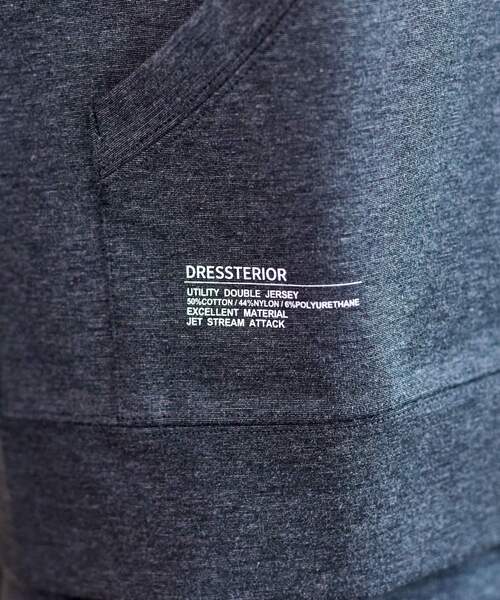 DRESSTERIOR
UTILITY DOUBLE JERSEY
50%COTTON / 44%NYLON / 6%POLYURETHANE
EXCELLENT MATERIAL
JET STREAM ATTACK